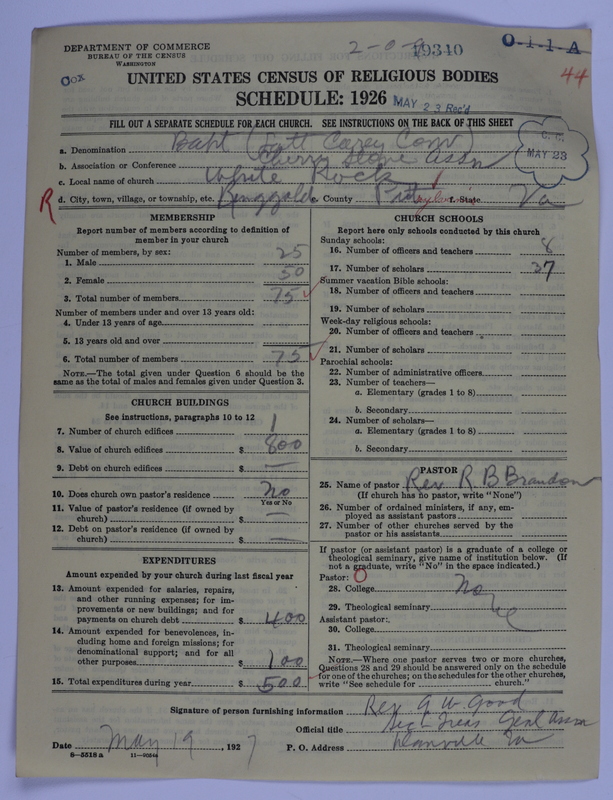 DEPARTMENT OF COMMERCE
BUREAU OF THE CENSUS
WASHINGTON
2-0-9
19340
0-1-1-A
44
Cox
UNITED STATES CENSUS OF RELIGIOUS BODIES
SCHEDULE: 1926
MAY 23 Rec'd
FILL OUT A SEPARATE SCHEDULE FOR EACH CHURCH. SEE INSTRUCTIONS ON THE BACK OF THIS SHEET
MAY 23
a. Denomination Bapt (Lott Carey Conv)
b. Association or Conference Cherry Stone Assn
c. Local name of church White Rock
R d. City, town, village, or township, etc. Ringgold e. County Pitt f. State Va
MEMBERSHIP
Report number of members according to definition of member in your church
Number of members, by sex:
1. Male 25
2. Female 50
3. Total number of members 75
Number of members under and over 13 years old:
4. Under 13 years of age
5. 13 years old and over
6. Total number of members 75
NOTE.—The total given under Question 6 should be the same as the total of males and females given under Question 3.
CHURCH BUILDINGS
See instructions, paragraphs 10 to 12
7. Number of church edifices 1
8. Value of church edifices $ 800
9. Debt on church edifices $ —
10. Does church own pastor's residence No
Yes or No
11. Value of pastor's residence (if owned by church) $ —
12. Debt on pastor's residence (if owned by church) $ —
EXPENDITURES
Amount expended by your church during last fiscal year
13. Amount expended for salaries, repairs, and other running expenses; for improvements or new buildings; and for payments on church debt $ 400
14. Amount expended for benevolences, including home and foreign missions; for denominational support; and for all other purposes $ 100
15. Total expenditures during year $ 500
CHURCH SCHOOLS
Report here only schools conducted by this church
Sunday schools:
16. Number of officers and teachers 8
17. Number of scholars 37
Summer vacation Bible schools:
18. Number of officers and teachers
19. Number of scholars
Week-day religious schools:
20. Number of officers and teachers
21. Number of scholars
Parochial schools:
22. Number of administrative officers
23. Number of teachers—
a. Elementary (grades 1 to 8)
b. Secondary
24. Number of scholars—
a. Elementary (grades 1 to 8)
b. Secondary
PASTOR
25. Name of pastor Rev R B Brandon
(If church has no pastor, write "None")
26. Number of ordained ministers, if any, employed as assistant pastors
27. Number of other churches served by the pastor or his assistants
If pastor (or assistant pastor) is a graduate of a college or theological seminary, give name of institution below. (If not a graduate, write "No" in the space indicated.)
Pastor: O
28. College
29. Theological seminary
Assistant pastor:
30. College
31. Theological seminary
NOTE.—Where one pastor serves two or more churches, Questions 28 and 29 should be answered only on the schedule for one of the churches; on the schedules for the other churches, write "See schedule for church."
Signature of person furnishing information Rev G W Good
Official title Sec & Treas Genl Assn
Date May 19, 1927 P. O. Address Danville Va
8-5518a 11-9054a